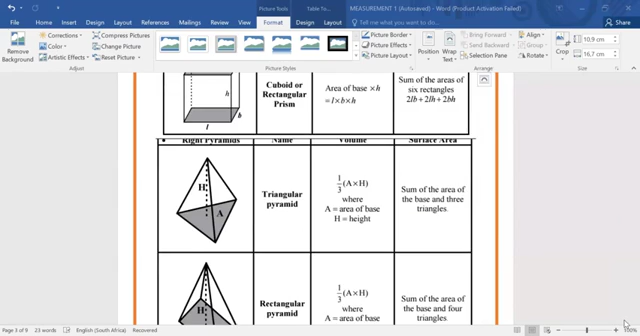 MEASUREMENT 1 (Autosaved) - Word (Product Activation Failed)
Picture Tools
Table To...
File Home Insert Draw Design Layout References Mailings Review View Format Design Layout Tell me what you want to do...
Remove Background
Corrections
Color
Artistic Effects
Compress Pictures
Change Picture
Reset Picture
Picture Border
Picture Effects
Picture Layout
Position
Wrap Text
Bring Forward
Send Backward
Selection Pane
Align
Group
Rotate
Crop
10,9 cm
16,7 cm
Adjust
Picture Styles
Arrange
Size
h
b
l
Cuboid or
Rectangular
Prism
Area of base ×h
= l×b×h
Sum of the areas of
six rectangles
2lb + 2lh + 2bh
Right Pyramids Name Volume Surface Area
H
A
Triangular
pyramid
1/3 (A×H)
where
A = area of base
H = height
Sum of the area of
the base and three
triangles.
H
Rectangular
pyramid
1/3 (A×H)
where
A = area of base
Sum of the area of
the base and four
triangles.
Page 3 of 9 23 words English (South Africa) Recovered
100%